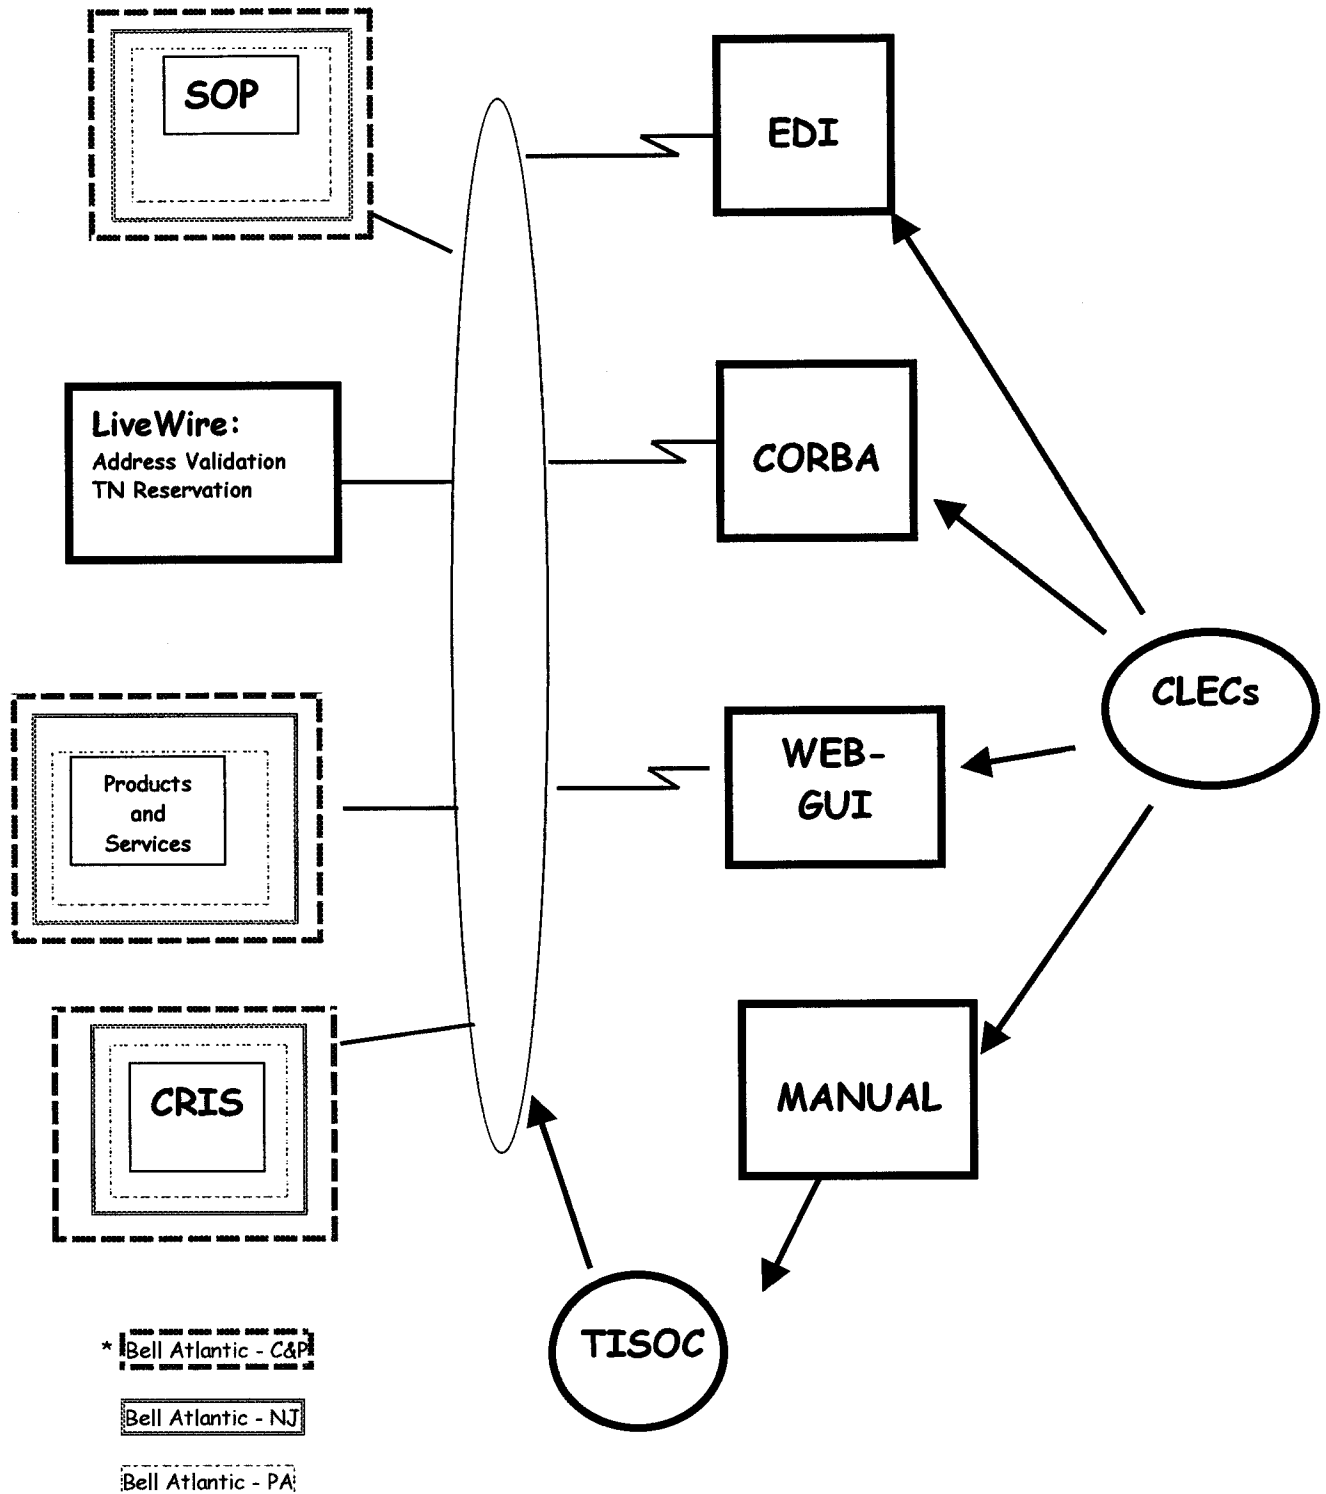 SOP
EDI
LiveWire:
Address Validation
TN Reservation
CORBA
CLECs
WEB-
GUI
Products
and
Services
CRIS
MANUAL
TISOC
* Bell Atlantic - C&P
Bell Atlantic - NJ
Bell Atlantic - PA